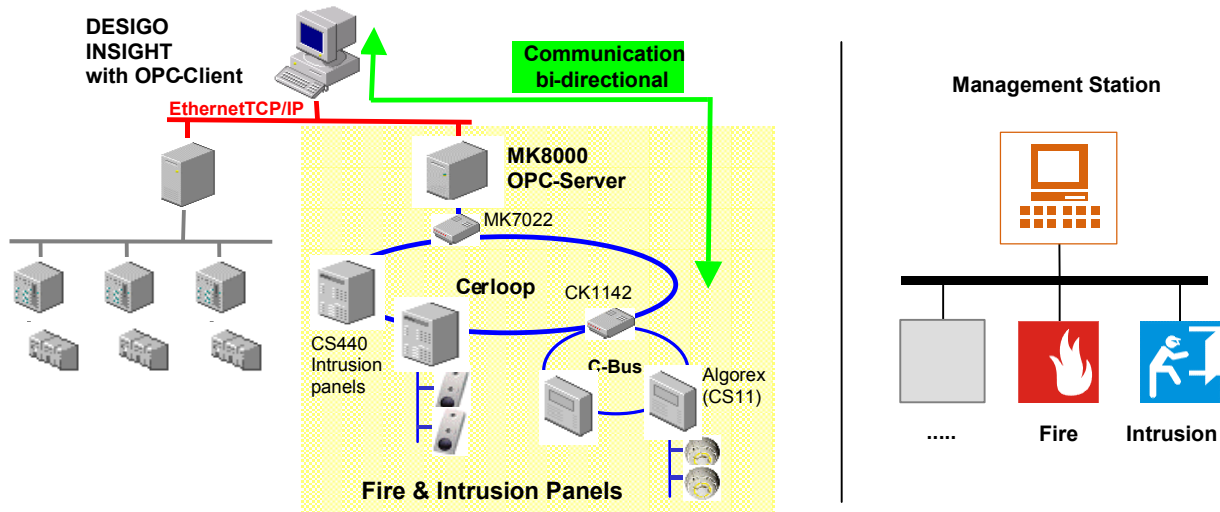 DESIGO
INSIGHT
with OPC-Client
Communication
bi-directional
EthernetTCP/IP
MK8000
OPC-Server
MK7022
Cerloop
CK1142
CS440
Intrusion
panels
C-Bus
Algorex
(CS11)
Fire & Intrusion Panels
Management Station
.....
Fire
Intrusion